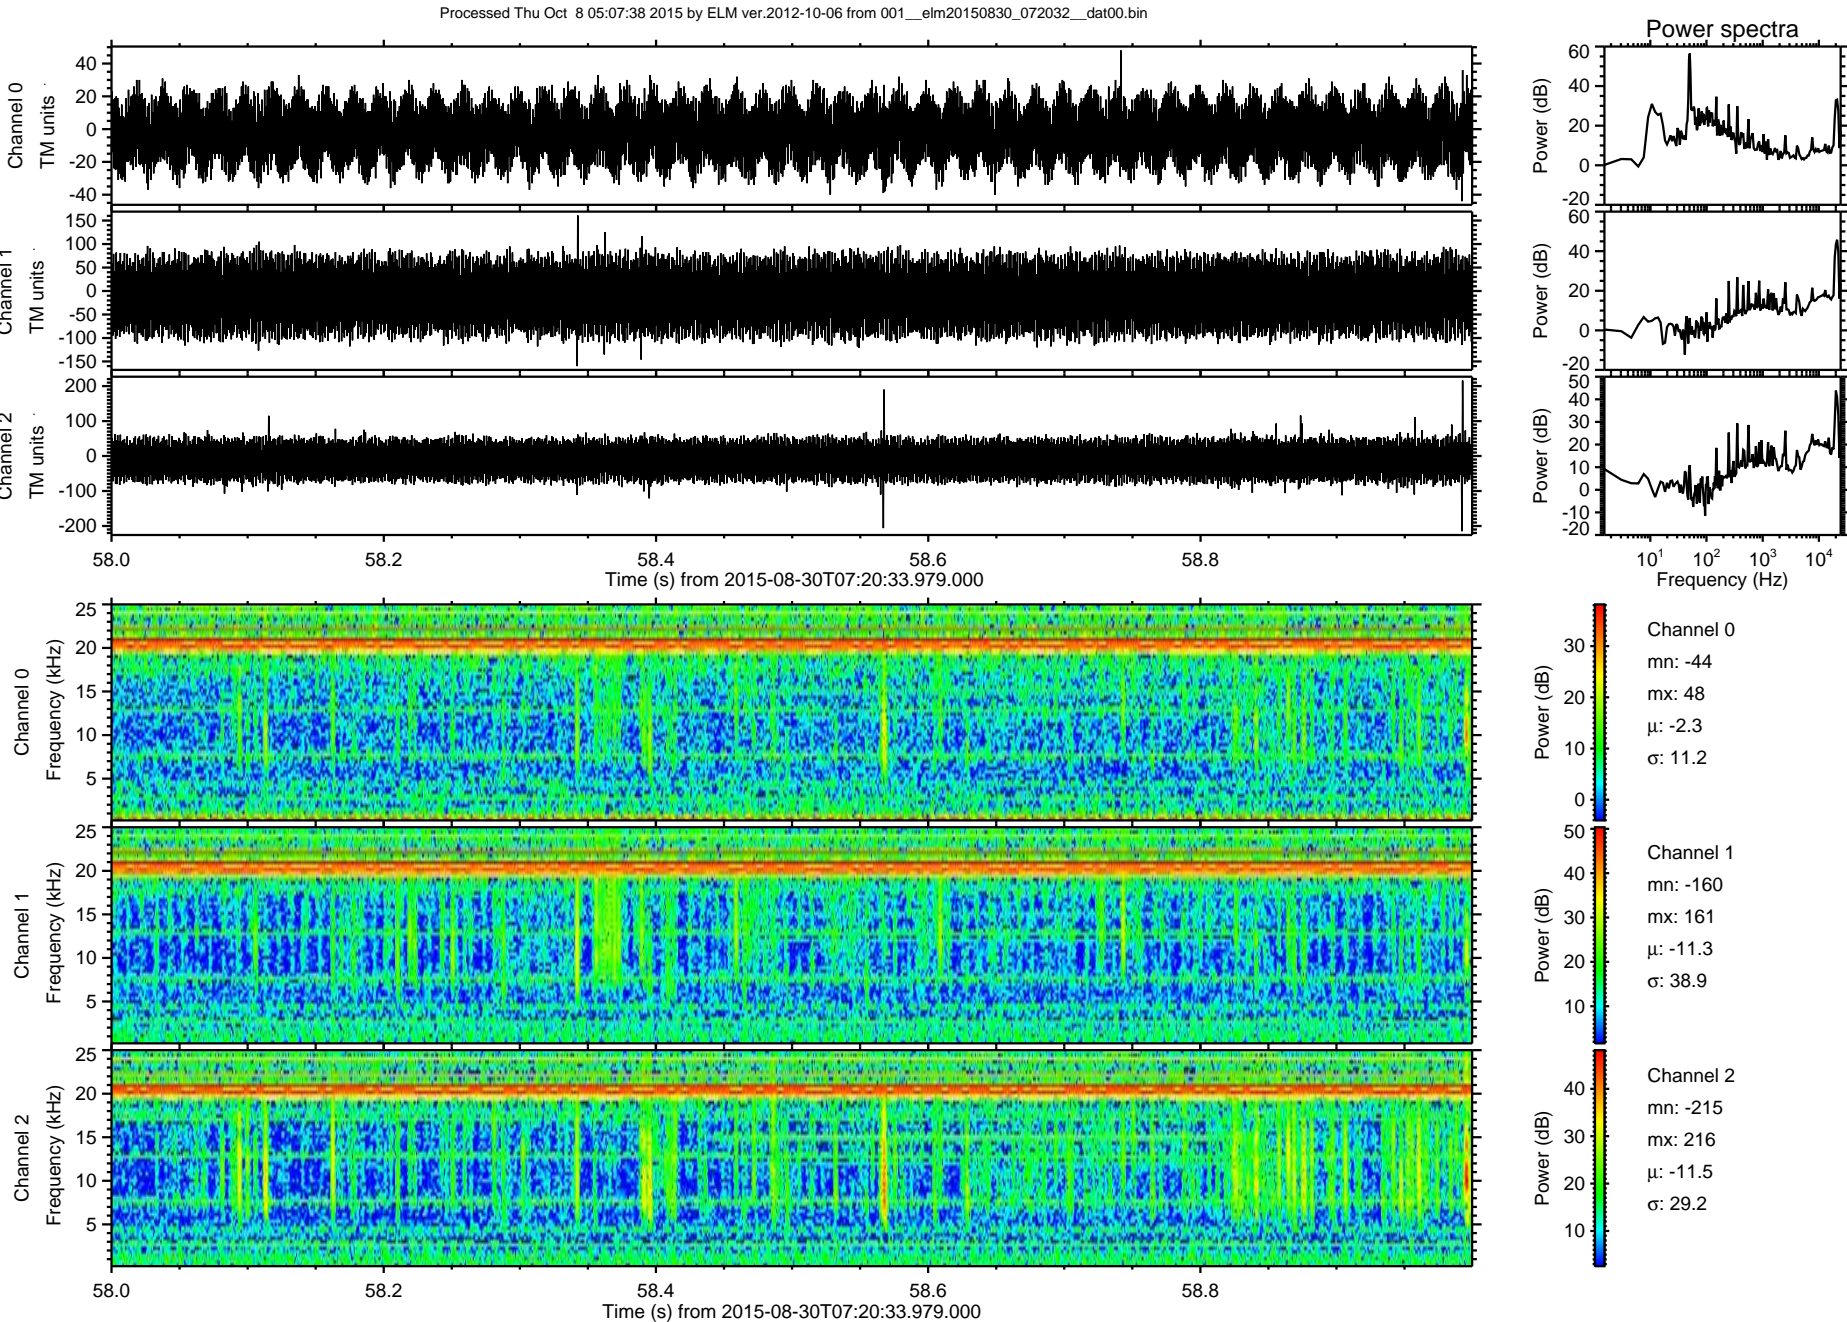 Processed Thu Oct 8 05:07:38 2015 by ELM ver.2012-10-06 from 001__elm20150830_072032__dat00.bin
Power spectra
Channel 0
TM units
40
20
0
-20
-40
Power (dB)
60
40
20
0
-20
Channel 1
TM units
150
100
50
0
-50
-100
-150
Power (dB)
60
40
20
0
-20
Channel 2
TM units
200
100
0
-100
-200
Power (dB)
50
40
30
20
10
0
-10
-20
58.0 58.2 58.4 58.6 58.8
Time (s) from 2015-08-30T07:20:33.979.000
10¹ 10² 10³ 10⁴
Frequency (Hz)
Channel 0
Frequency (kHz)
25
20
15
10
5
Power (dB)
30
20
10
0
Channel 0
mn: -44
mx: 48
μ: -2.3
σ: 11.2
Channel 1
Frequency (kHz)
25
20
15
10
5
Power (dB)
50
40
30
20
10
Channel 1
mn: -160
mx: 161
μ: -11.3
σ: 38.9
Channel 2
Frequency (kHz)
25
20
15
10
5
Power (dB)
40
30
20
10
Channel 2
mn: -215
mx: 216
μ: -11.5
σ: 29.2
58.0 58.2 58.4 58.6 58.8
Time (s) from 2015-08-30T07:20:33.979.000